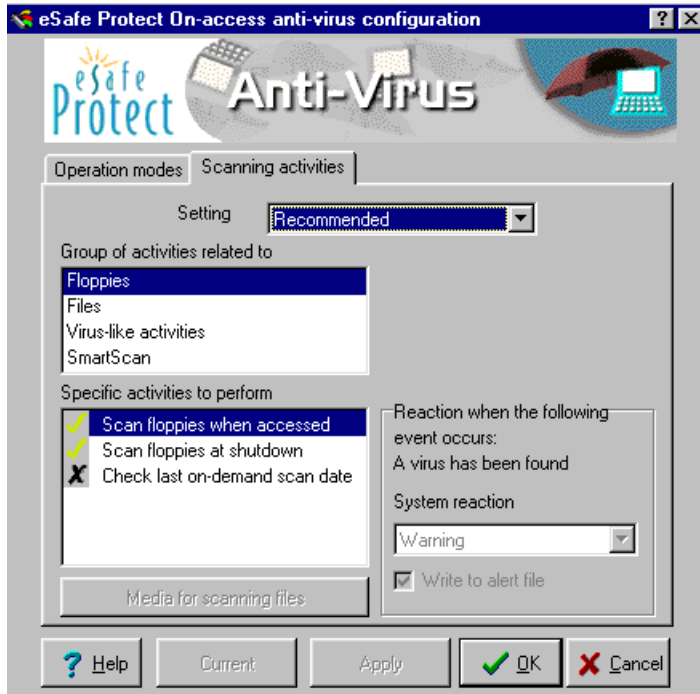 eSafe Protect On-access anti-virus configuration
eSafe
Protect
Anti-Virus
Operation modes
Scanning activities
Setting
Recommended
Group of activities related to
Floppies
Files
Virus-like activities
SmartScan
Specific activities to perform
Scan floppies when accessed
Scan floppies at shutdown
Check last on-demand scan date
Reaction when the following
event occurs:
A virus has been found
System reaction
Warning
Write to alert file
Media for scanning files
? Help
Current
Apply
OK
Cancel